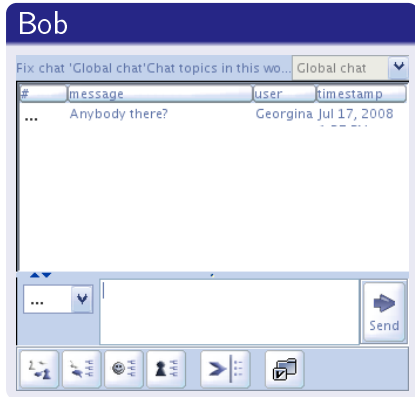 Bob
Fix chat 'Global chat'Chat topics in this wo... Global chat
# message user timestamp
... Anybody there? Georgina Jul 17, 2008
...
Send